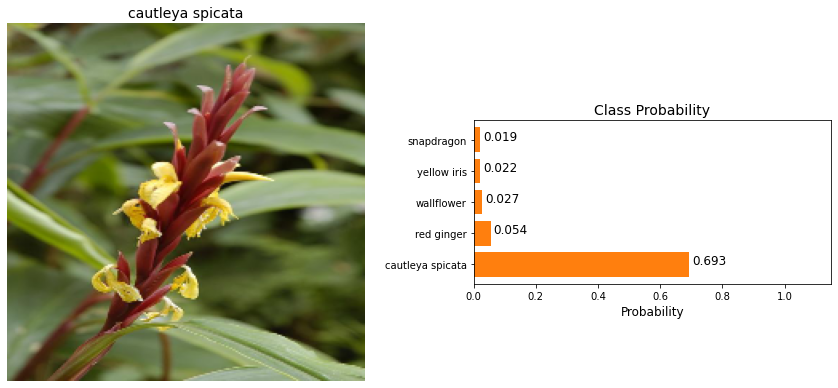 cautleya spicata
Class Probability
snapdragon 0.019
yellow iris 0.022
wallflower 0.027
red ginger 0.054
cautleya spicata 0.693
0.0 0.2 0.4 0.6 0.8 1.0
Probability